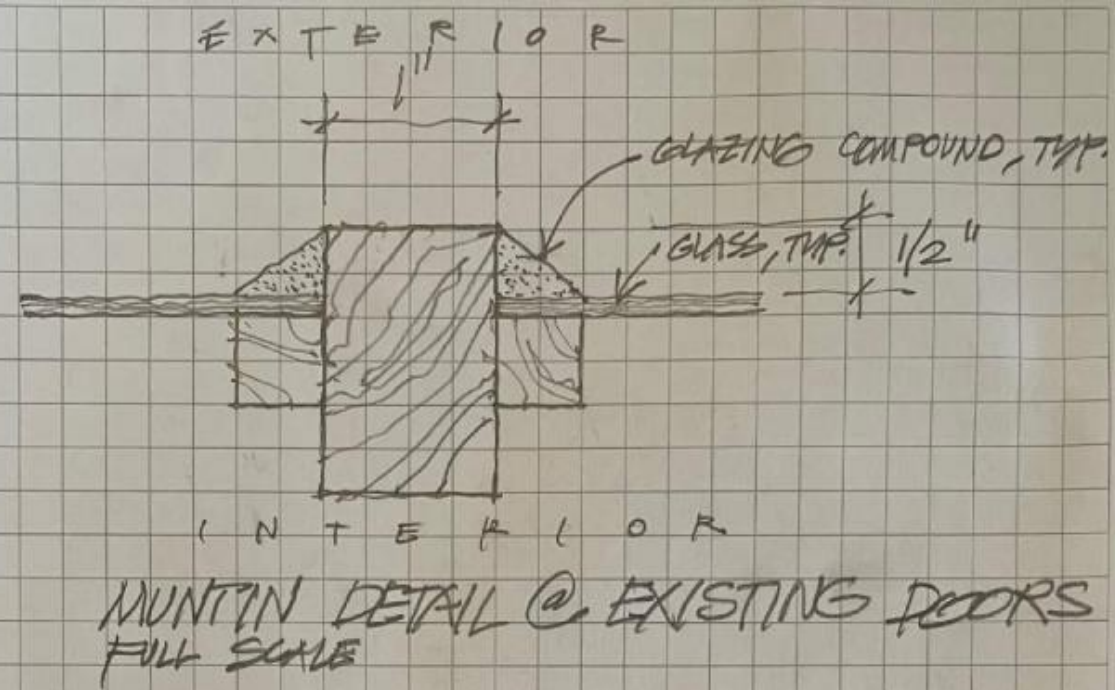 EXTERIOR
1"
GLAZING COMPOUND, TYP.
GLASS, TYP.
1/2"
INTERIOR
MUNTIN DETAIL @ EXISTING DOORS
FULL SCALE